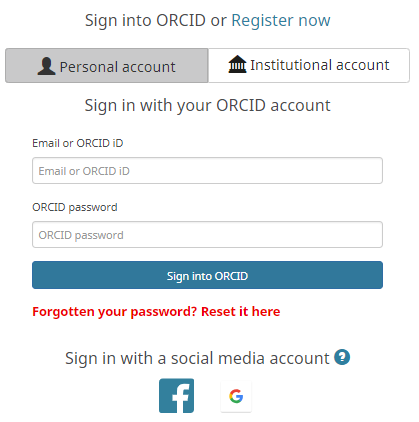 Sign into ORCID or Register now
Personal account
Institutional account
Sign in with your ORCID account
Email or ORCID iD
Email or ORCID iD
ORCID password
ORCID password
Sign into ORCID
Forgotten your password? Reset it here
Sign in with a social media account ?